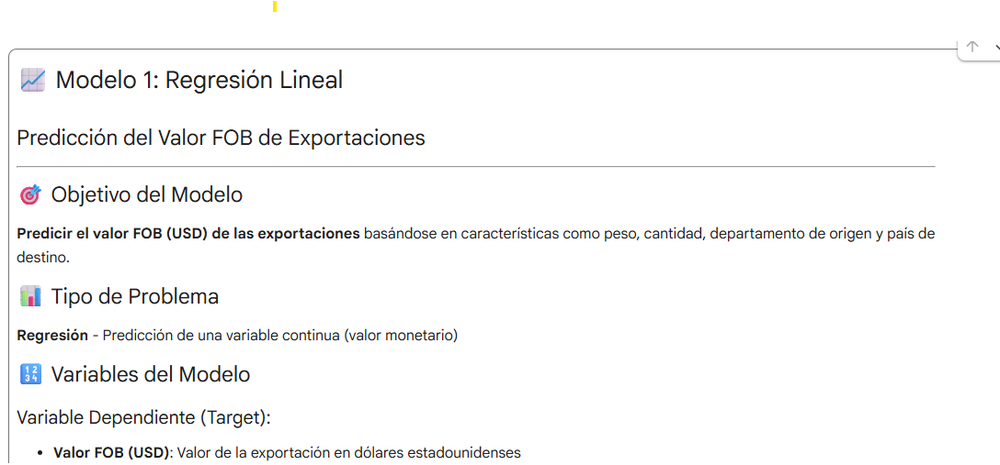 Modelo 1: Regresión Lineal
Predicción del Valor FOB de Exportaciones
Objetivo del Modelo
Predicir el valor FOB (USD) de las exportaciones basándose en características como peso, cantidad, departamento de origen y país de
destino.
Tipo de Problema
Regresión - Predicción de una variable continua (valor monetario)
Variables del Modelo
Variable Dependiente (Target):
• Valor FOB (USD): Valor de la exportación en dólares estadounidenses